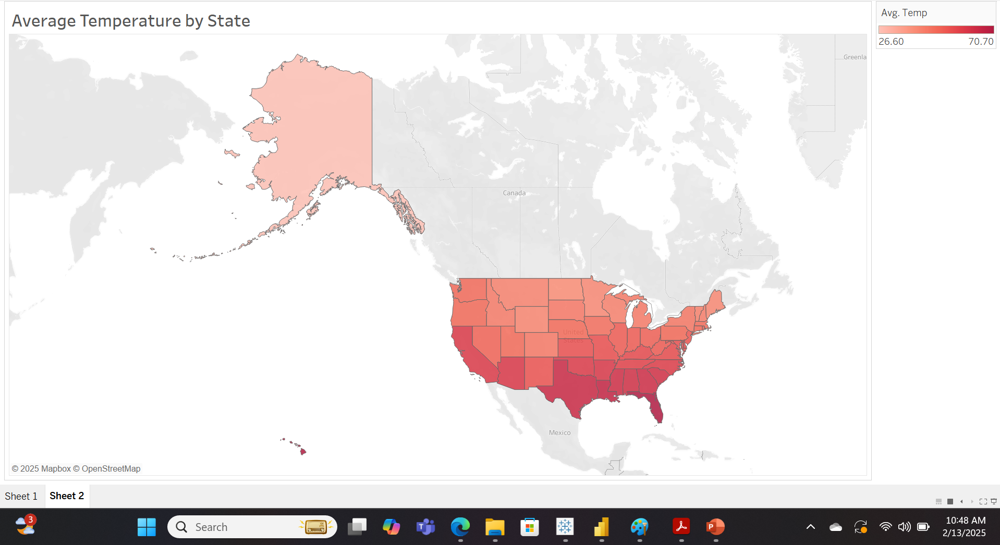 Average Temperature by State
Avg. Temp
26.60 70.70
Greenla
Canada
United
States
Mexico
© 2025 Mapbox © OpenStreetMap
Sheet 1 Sheet 2
3
Search
T
P
10:48 AM
2/13/2025